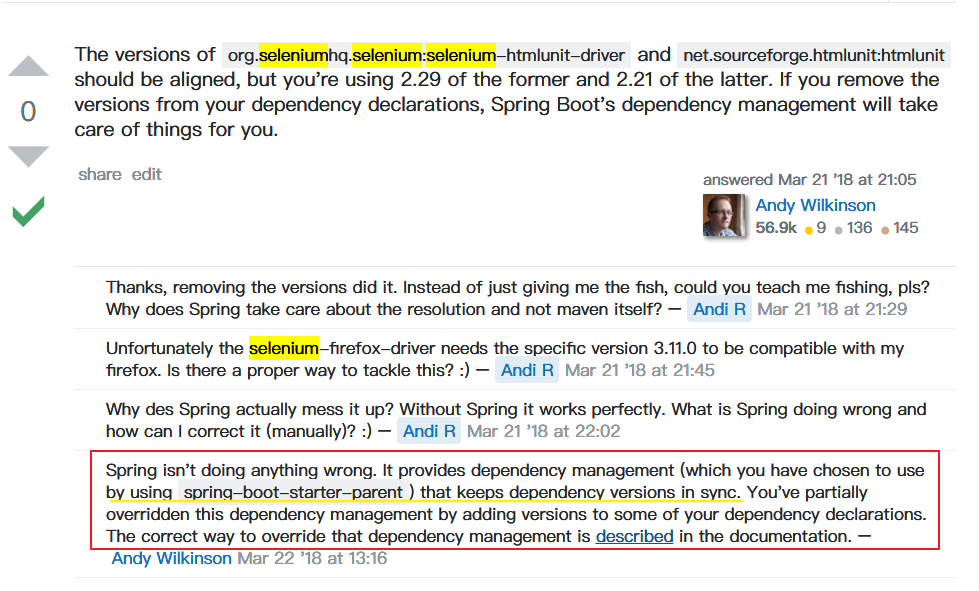 The versions of org.seleniumhq.selenium:selenium-htmlunit-driver and net.sourceforge.htmlunit:htmlunit
should be aligned, but you're using 2.29 of the former and 2.21 of the latter. If you remove the
0
versions from your dependency declarations, Spring Boot's dependency management will take
care of things for you.
share edit
answered Mar 21 '18 at 21:05
Andy Wilkinson
56.9k 9 136 145
Thanks, removing the versions did it. Instead of just giving me the fish, could you teach me fishing, pls?
Why does Spring take care about the resolution and not maven itself? – Andi R Mar 21 '18 at 21:29
Unfortunately the selenium-firefox-driver needs the specific version 3.11.0 to be compatible with my
firefox. Is there a proper way to tackle this? :) – Andi R Mar 21 '18 at 21:45
Why des Spring actually mess it up? Without Spring it works perfectly. What is Spring doing wrong and
how can I correct it (manually)? :) – Andi R Mar 21 '18 at 22:02
Spring isn't doing anything wrong. It provides dependency management (which you have chosen to use
by using spring-boot-starter-parent ) that keeps dependency versions in sync. You've partially
overridden this dependency management by adding versions to some of your dependency declarations.
The correct way to override that dependency management is described in the documentation. –
Andy Wilkinson Mar 22 '18 at 13:16